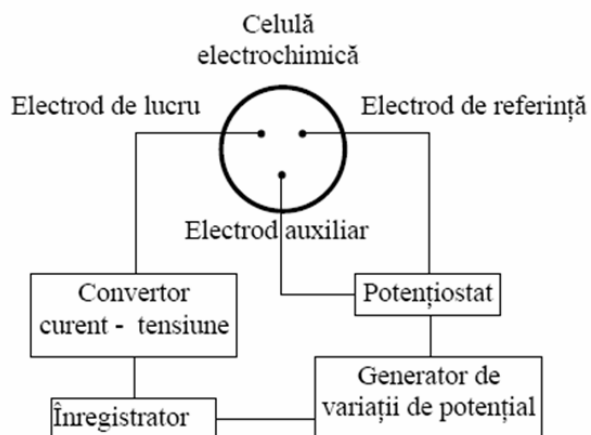 Celulă
electrochimică
Electrod de lucru
Electrod de referință
Electrod auxiliar
Convertor
curent - tensiune
Potențiostat
Generator de
variații de potențial
Înregistrator